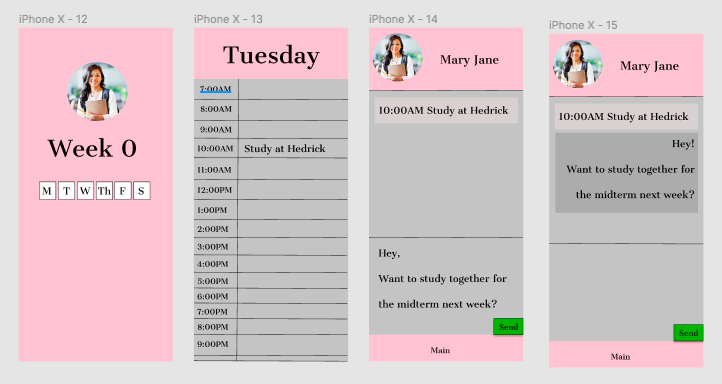 iPhone X - 12
Week 0
M T W Th F S
iPhone X - 13
Tuesday
7:00AM
8:00AM
9:00AM
10:00AM Study at Hedrick
11:00AM
12:00PM
1:00PM
2:00PM
3:00PM
4:00PM
5:00PM
6:00PM
7:00PM
8:00PM
9:00PM
iPhone X - 14
Mary Jane
10:00AM Study at Hedrick
Hey,
Want to study together for
the midterm next week?
Send
Main
iPhone X - 15
Mary Jane
10:00AM Study at Hedrick
Hey!
Want to study together for
the midterm next week?
Send
Main